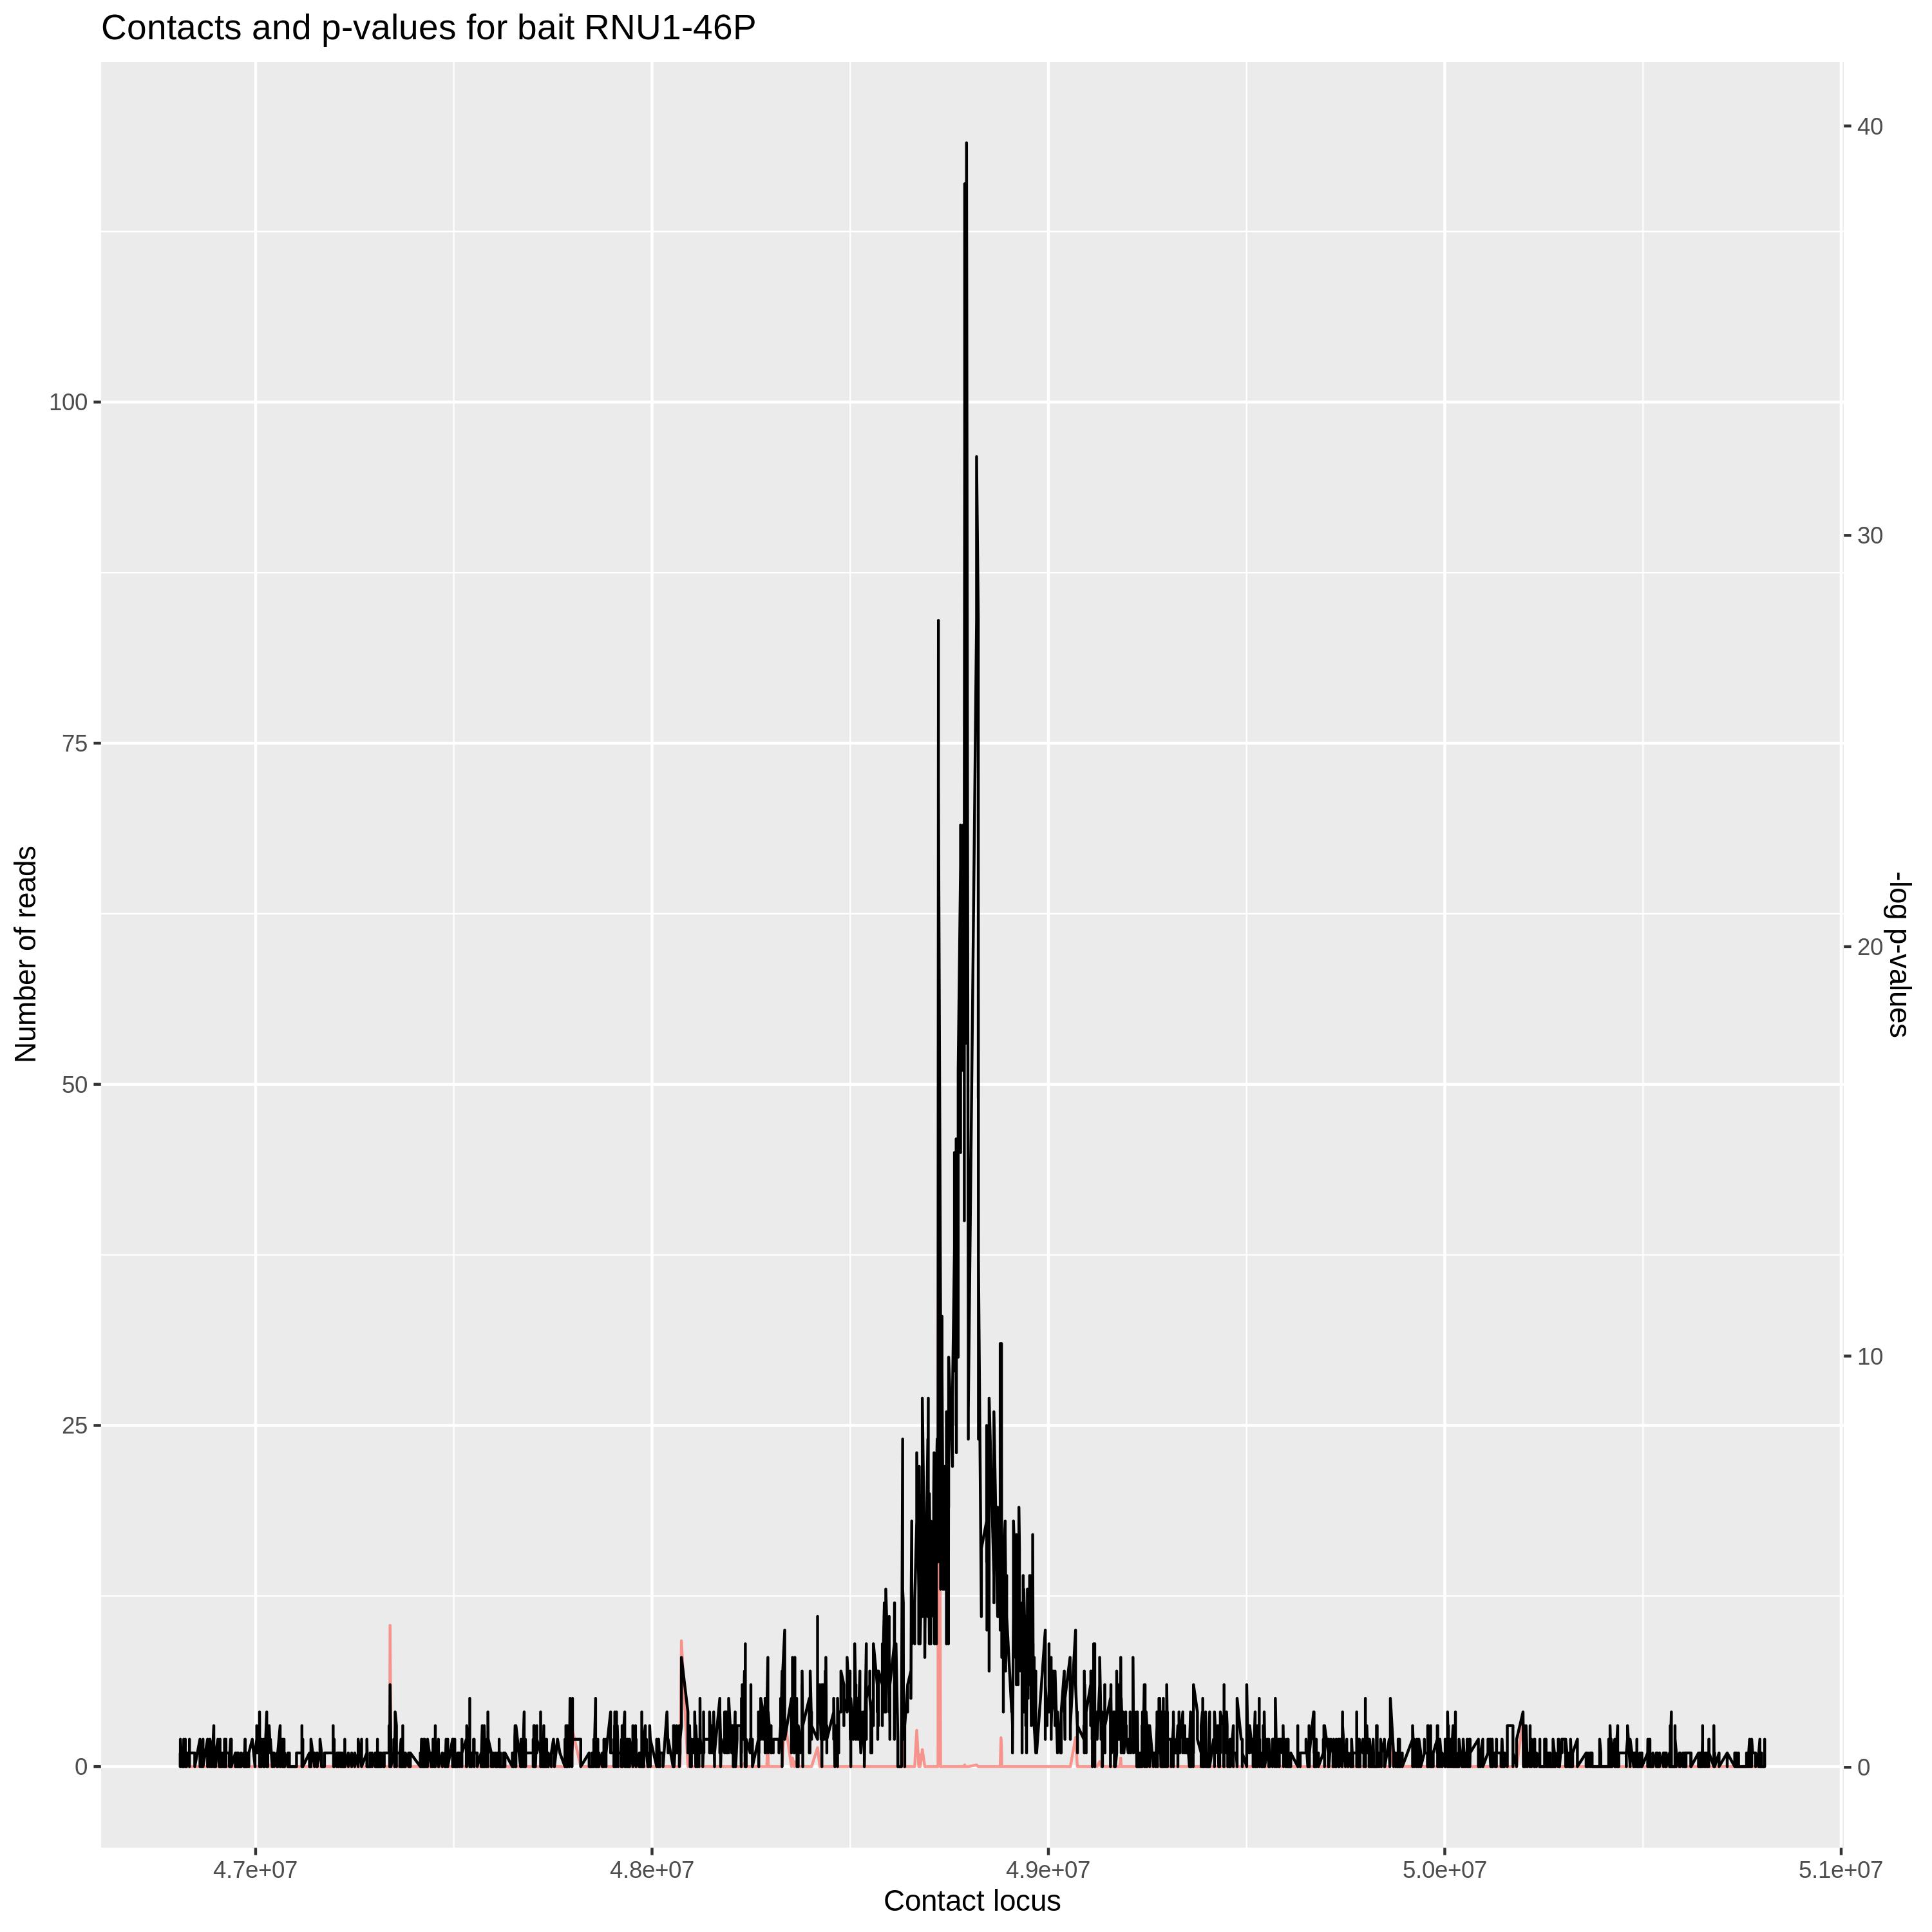 Contacts and p-values for bait RNU1-46P
100
75
50
25
0
40
30
20
10
0
Number of reads
-log p-values
4.7e+07
4.8e+07
4.9e+07
5.0e+07
5.1e+07
Contact locus